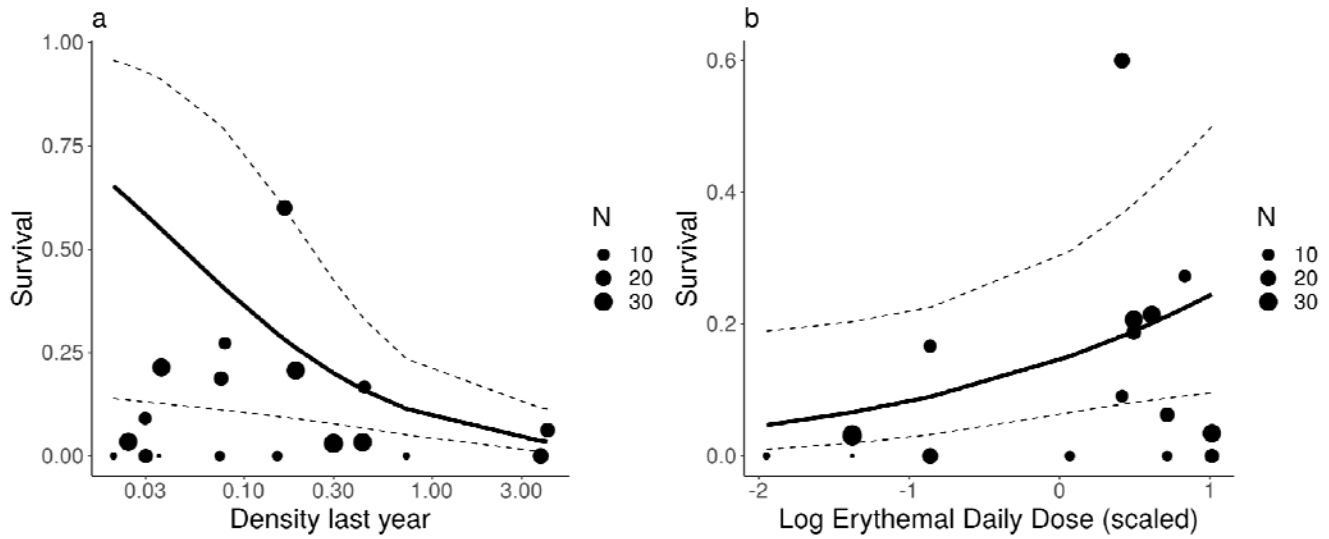 a
1.00
0.75
0.50
0.25
0.00
Survival
0.03 0.10 0.30 1.00 3.00
Density last year
N
10
20
30
b
0.6
0.4
0.2
0.0
Survival
-2 -1 0 1
Log Erythemal Daily Dose (scaled)
N
10
20
30